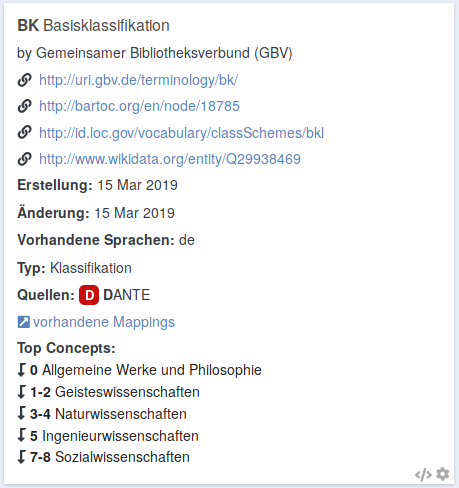 BK Basisklassifikation
by Gemeinsamer Bibliotheksverbund (GBV)
http://uri.gbv.de/terminology/bk/
http://bartoc.org/en/node/18785
http://id.loc.gov/vocabulary/classSchemes/bkl
http://www.wikidata.org/entity/Q29938469
Erstellung: 15 Mar 2019
Änderung: 15 Mar 2019
Vorhandene Sprachen: de
Typ: Klassifikation
Quellen: D DANTE
vorhandene Mappings
Top Concepts:
0 Allgemeine Werke und Philosophie
1-2 Geisteswissenschaften
3-4 Naturwissenschaften
5 Ingenieurwissenschaften
7-8 Sozialwissenschaften